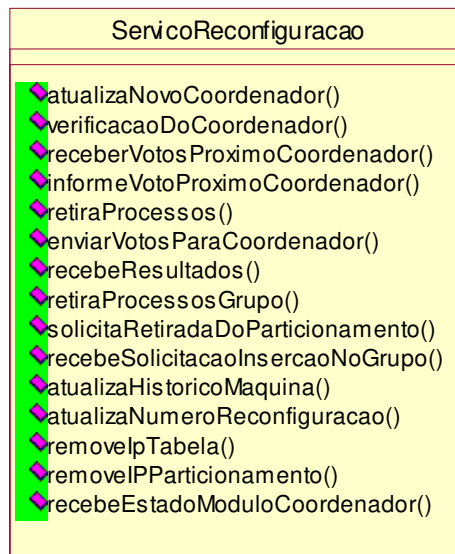 ServicoReconfiguracao
atualizaNovoCoordenador()
verificacaoDoCoordenador()
receberVotosProximoCoordenador()
informeVotoProximoCoordenador()
retiraProcessos()
enviarVotosParaCoordenador()
recebeResultados()
retiraProcessosGrupo()
solicitaRetiradaDoParticionamento()
recebeSolicitacaoInsercaoNoGrupo()
atualizaHistoricoMaquina()
atualizaNumeroReconfiguracao()
removeIpTabela()
removeIPParticionamento()
recebeEstadoModuloCoordenador()